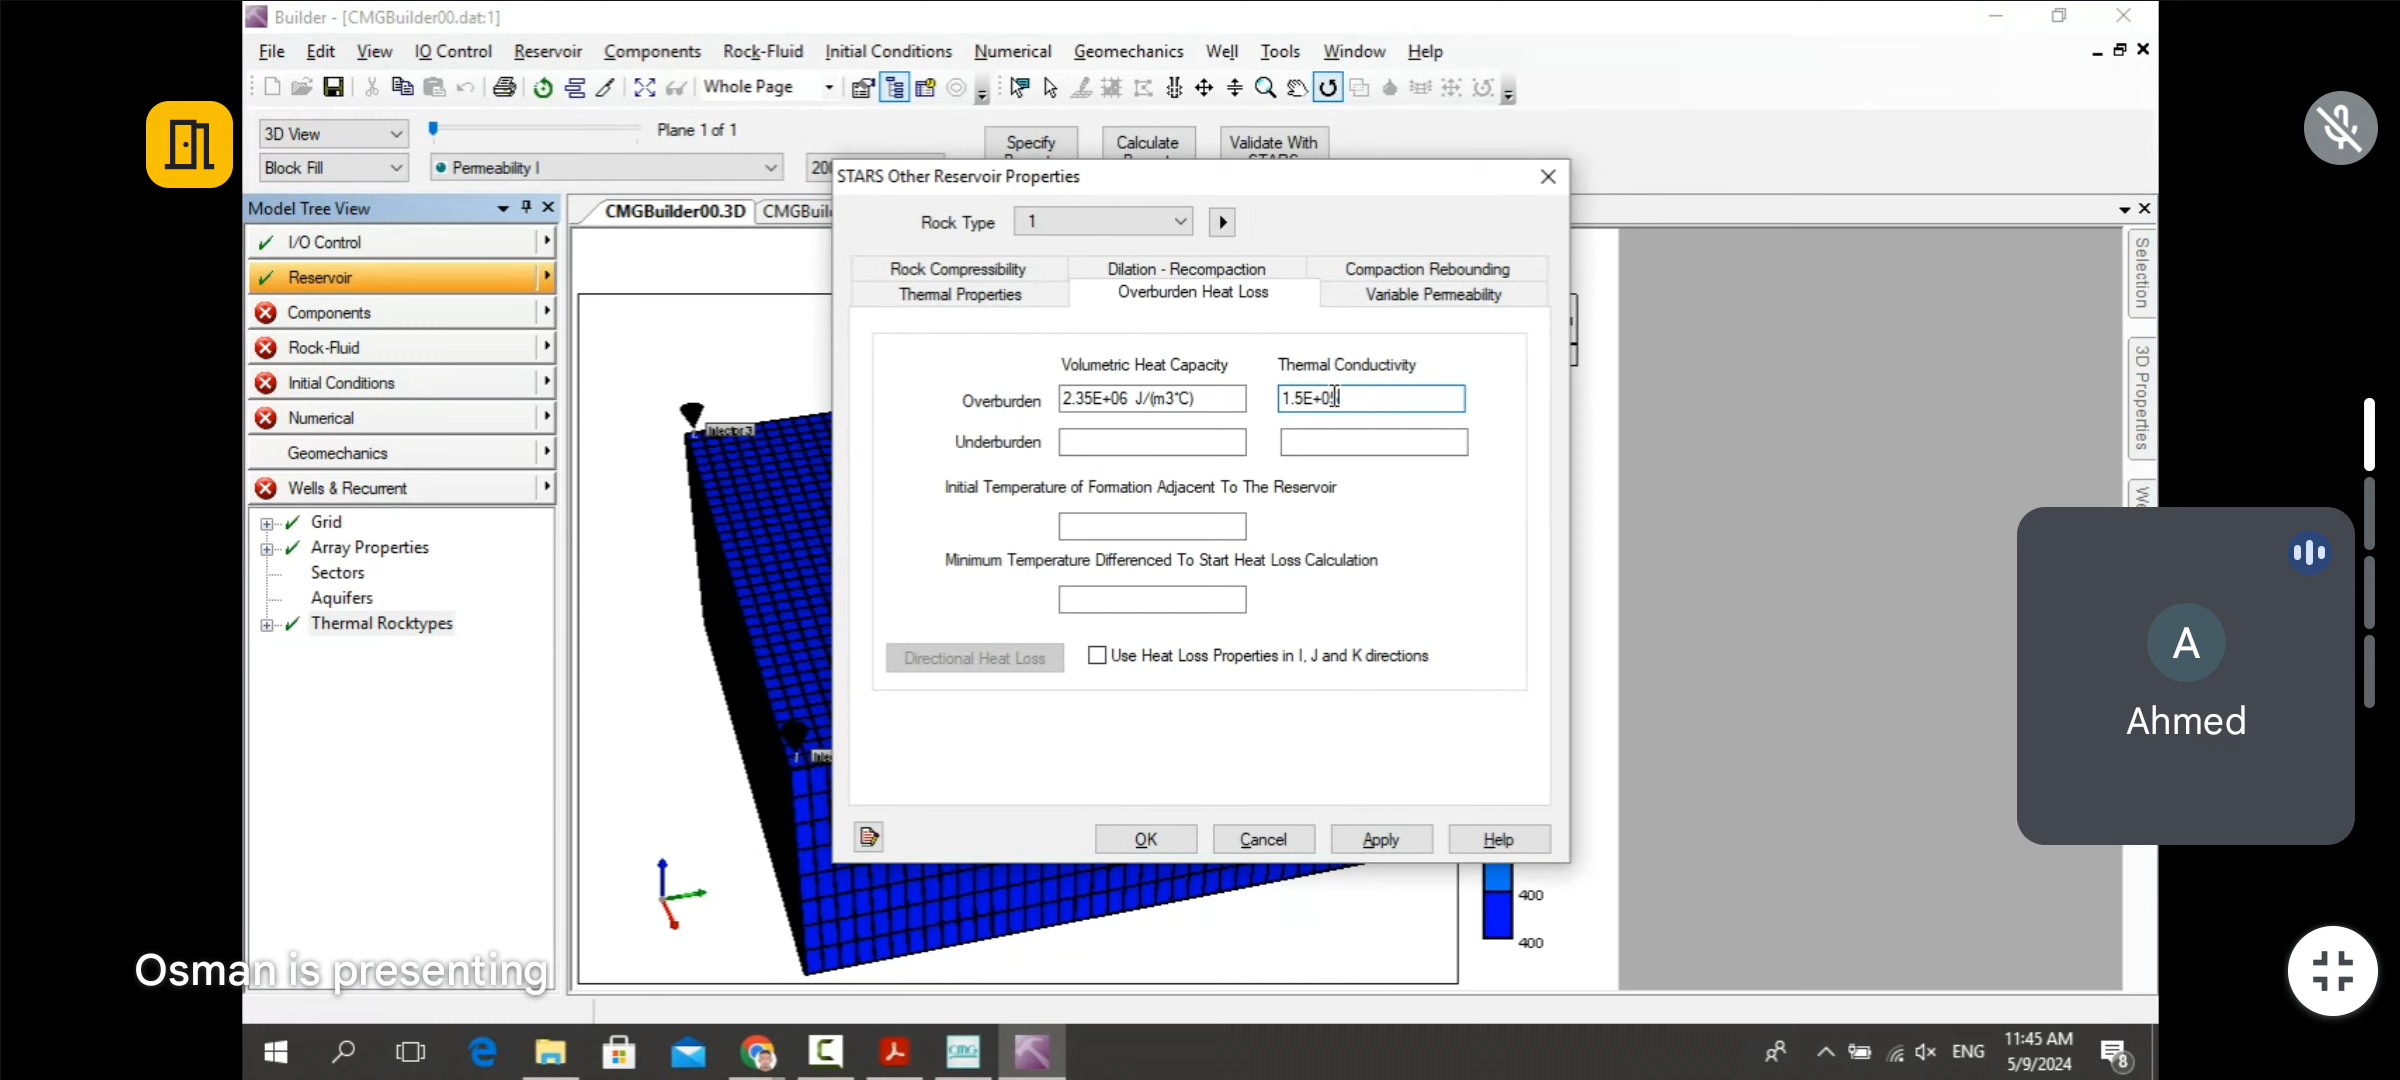 Builder - [CMGBuilder00.dat:1]
File Edit View IO Control Reservoir Components Rock-Fluid Initial Conditions Numerical Geomechanics Well Tools Window Help
Whole Page
3D View
Plane 1 of 1
Specify
Calculate
Validate With
Block Fill
Permeability I
STARS Other Reservoir Properties
Model Tree View
CMGBuilder00.3D
Rock Type 1
I/O Control
Reservoir
Components
Rock-Fluid
Initial Conditions
Numerical
Geomechanics
Wells & Recurrent
Grid
Array Properties
Sectors
Aquifers
Thermal Rocktypes
Rock Compressibility Dilation - Recompaction Compaction Rebounding
Thermal Properties Overburden Heat Loss Variable Permeability
Volumetric Heat Capacity Thermal Conductivity
Overburden 2.35E+06 J/(m3*C)
Underburden
Initial Temperature of Formation Adjacent To The Reservoir
Minimum Temperature Differenced To Start Heat Loss Calculation
Directional Heat Loss Use Heat Loss Properties in I, J and K directions
OK Cancel Apply Help
Injector 3
400
400
Selection
3D Properties
A
Ahmed
Osman is presenting
CMG
ENG
11:45 AM
5/9/2024
8